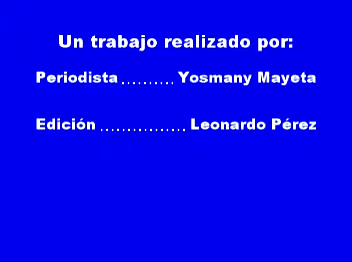 Un trabajo realizado por:
Periodista .......... Yosmany Mayeta
Edición ................ Leonardo Pérez